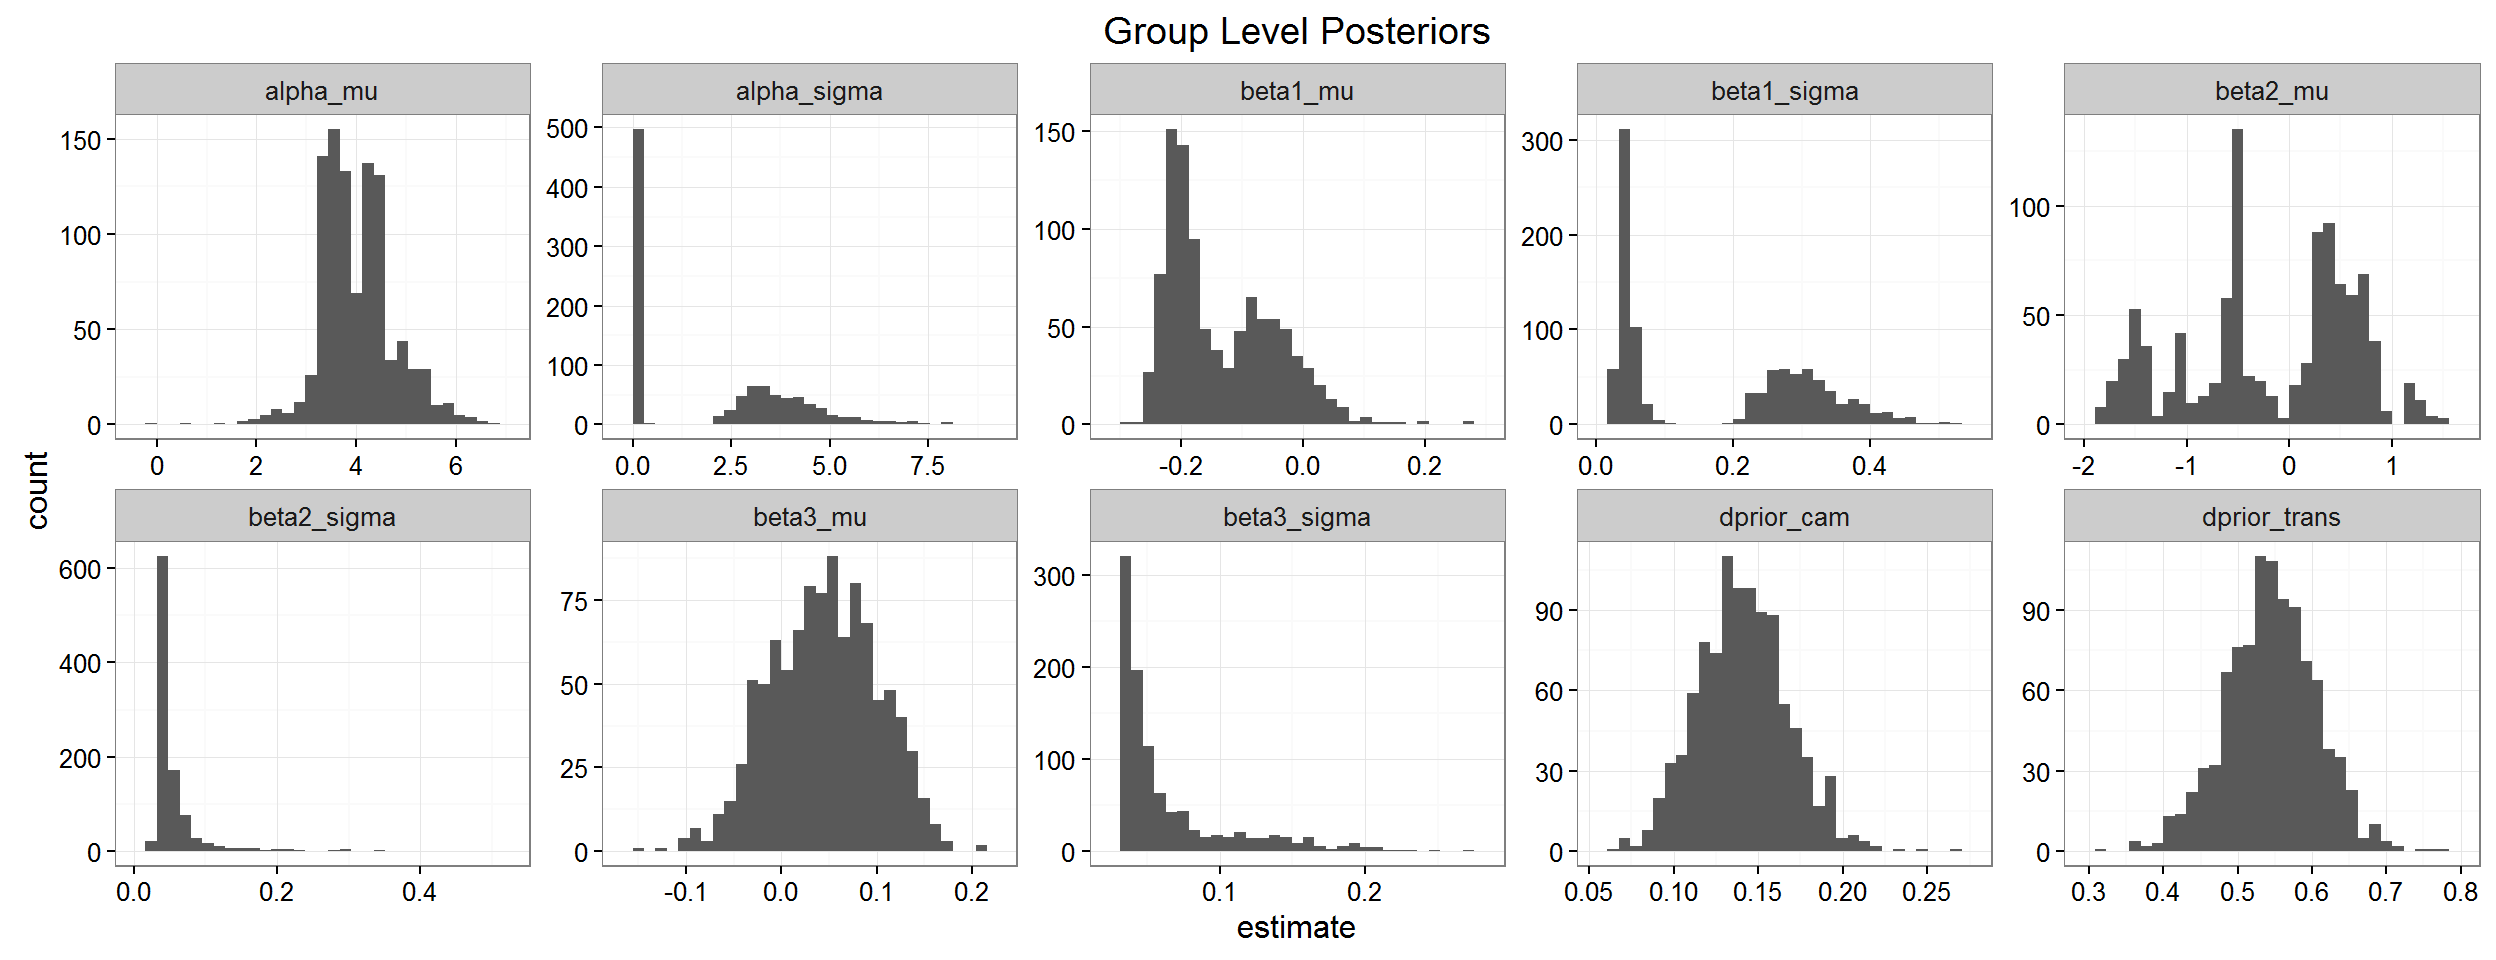 Group Level Posteriors
alpha_mu
alpha_sigma
beta1_mu
beta1_sigma
beta2_mu
150
100
50
0
500
400
300
200
100
0
150
100
50
0
300
200
100
0
100
50
0
0 2 4 6
0.0 2.5 5.0 7.5
-0.2 0.0 0.2
0.0 0.2 0.4
-2 -1 0 1
count
beta2_sigma
beta3_mu
beta3_sigma
dprior_cam
dprior_trans
600
400
200
0
75
50
25
0
300
200
100
0
90
60
30
0
90
60
30
0
0.0 0.2 0.4
-0.1 0.0 0.1 0.2
0.1 0.2
0.05 0.10 0.15 0.20 0.25
0.3 0.4 0.5 0.6 0.7 0.8
estimate